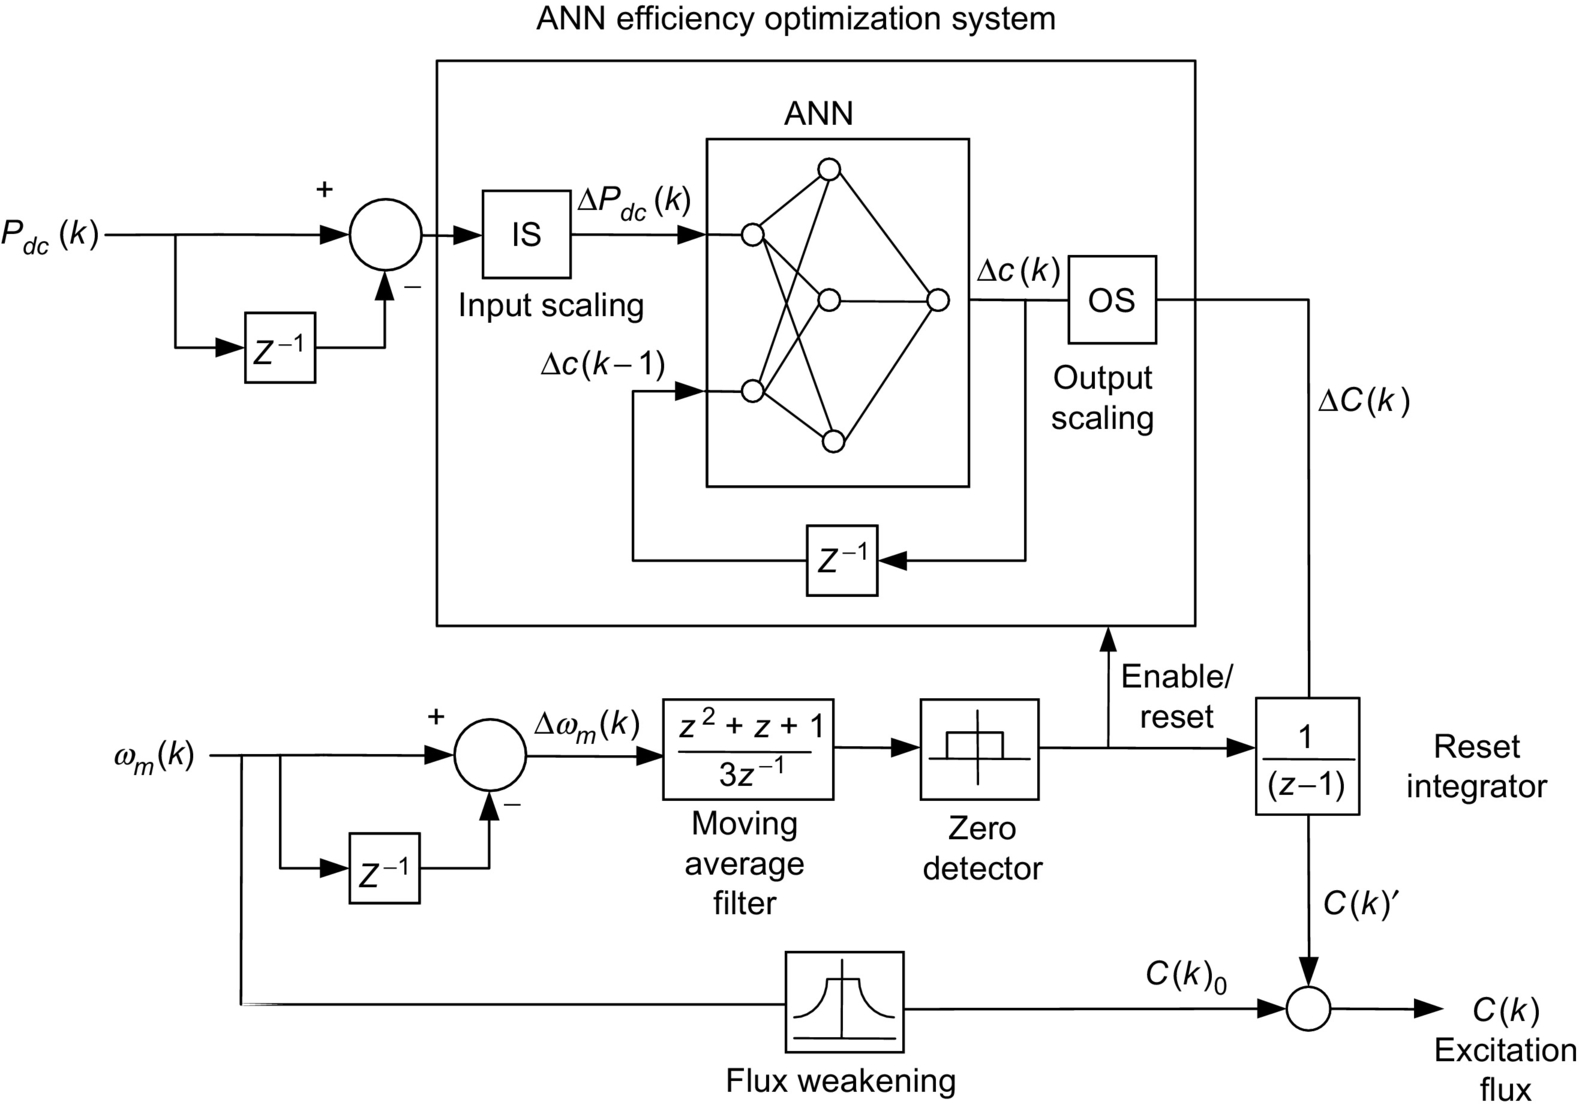 ANN efficiency optimization system
ANN
+
P_dc (k)
IS
ΔP_dc (k)
−
Input scaling
Z⁻¹
Δc(k−1)
Δc(k)
OS
Output
scaling
ΔC(k)
Z⁻¹
Enable/
reset
+
ω_m(k)
−
Δω_m(k)
z² + z + 1
3z⁻¹
Moving
average
filter
Zero
detector
1
(z−1)
Reset
integrator
Z⁻¹
C(k)′
C(k)₀
C(k)
Excitation
flux
Flux weakening